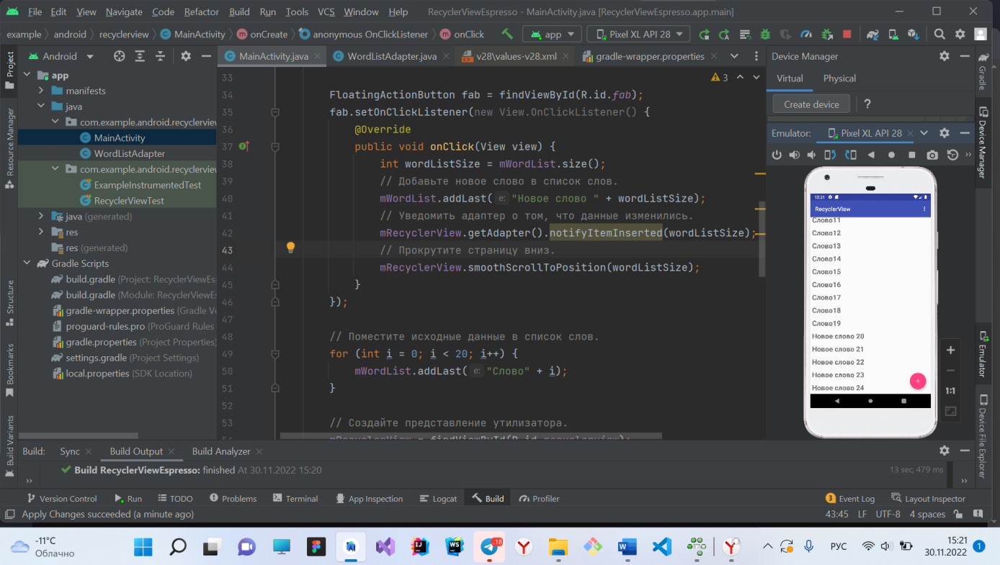 File Edit View Navigate Code Refactor Build Run Tools VCS Window Help RecyclerViewEspresso - MainActivity.java [RecyclerViewEspresso.app.main]
example android recyclerview MainActivity onCreate anonymous OnClickListener onClick app Pixel XL API 28
Project
Resource Manager
Structure
Bookmarks
Build Variants
Android
app
manifests
java
com.example.android.recyclerview
MainActivity
WordListAdapter
com.example.android.recyclerview
ExampleInstrumentedTest
RecyclerViewTest
java (generated)
res
res (generated)
Gradle Scripts
build.gradle (Project: RecyclerViewEs
build.gradle (Module: RecyclerViewEs
gradle-wrapper.properties (Gradle Ve
proguard-rules.pro (ProGuard Rules
gradle.properties (Project Properties)
settings.gradle (Project Settings)
local.properties (SDK Location)
MainActivity.java WordListAdapter.java v28\values-v28.xml gradle-wrapper.properties
3
33
34 FloatingActionButton fab = findViewById(R.id.fab);
35 fab.setOnClickListener(new View.OnClickListener() {
36 @Override
37 public void onClick(View view) {
38 int wordListSize = mWordList.size();
39 // Добавьте новое слово в список слов.
40 mWordList.addLast( e: "Новое слово " + wordListSize);
41 // Уведомить адаптер о том, что данные изменились.
42 mRecyclerView.getAdapter().notifyItemInserted(wordListSize);
43 // Прокрутите страницу вниз.
44 mRecyclerView.smoothScrollToPosition(wordListSize);
45 }
46 });
47
48 // Поместите исходные данные в список слов.
49 for (int i = 0; i < 20; i++) {
50 mWordList.addLast( e: "Слово" + i);
51 }
52
53 // Создайте представление утилизатора.
54 mRecyclerView = findViewById(R.id.recyclerview);
Device Manager
Virtual Physical
Create device ?
Emulator: Pixel XL API 28
12:21
RecyclerView
Слово11
Слово12
Слово13
Слово14
Слово15
Слово16
Слово17
Слово18
Слово19
Новое слово 20
Новое слово 21
Новое слово 22
Новое слово 23
Новое слово 24
1:1
Gradle
Device Manager
Emulator
Device File Explorer
Build: Sync Build Output Build Analyzer
Build RecyclerViewEspresso: finished At 30.11.2022 15:20 13 sec, 479 ms
Version Control Run TODO Problems Terminal App Inspection Logcat Build Profiler 3 Event Log Layout Inspector
Apply Changes succeeded (a minute ago) 43:45 LF UTF-8 4 spaces
-11°C
Облачно
IJ
WS
18
РУС
15:21
30.11.2022
1